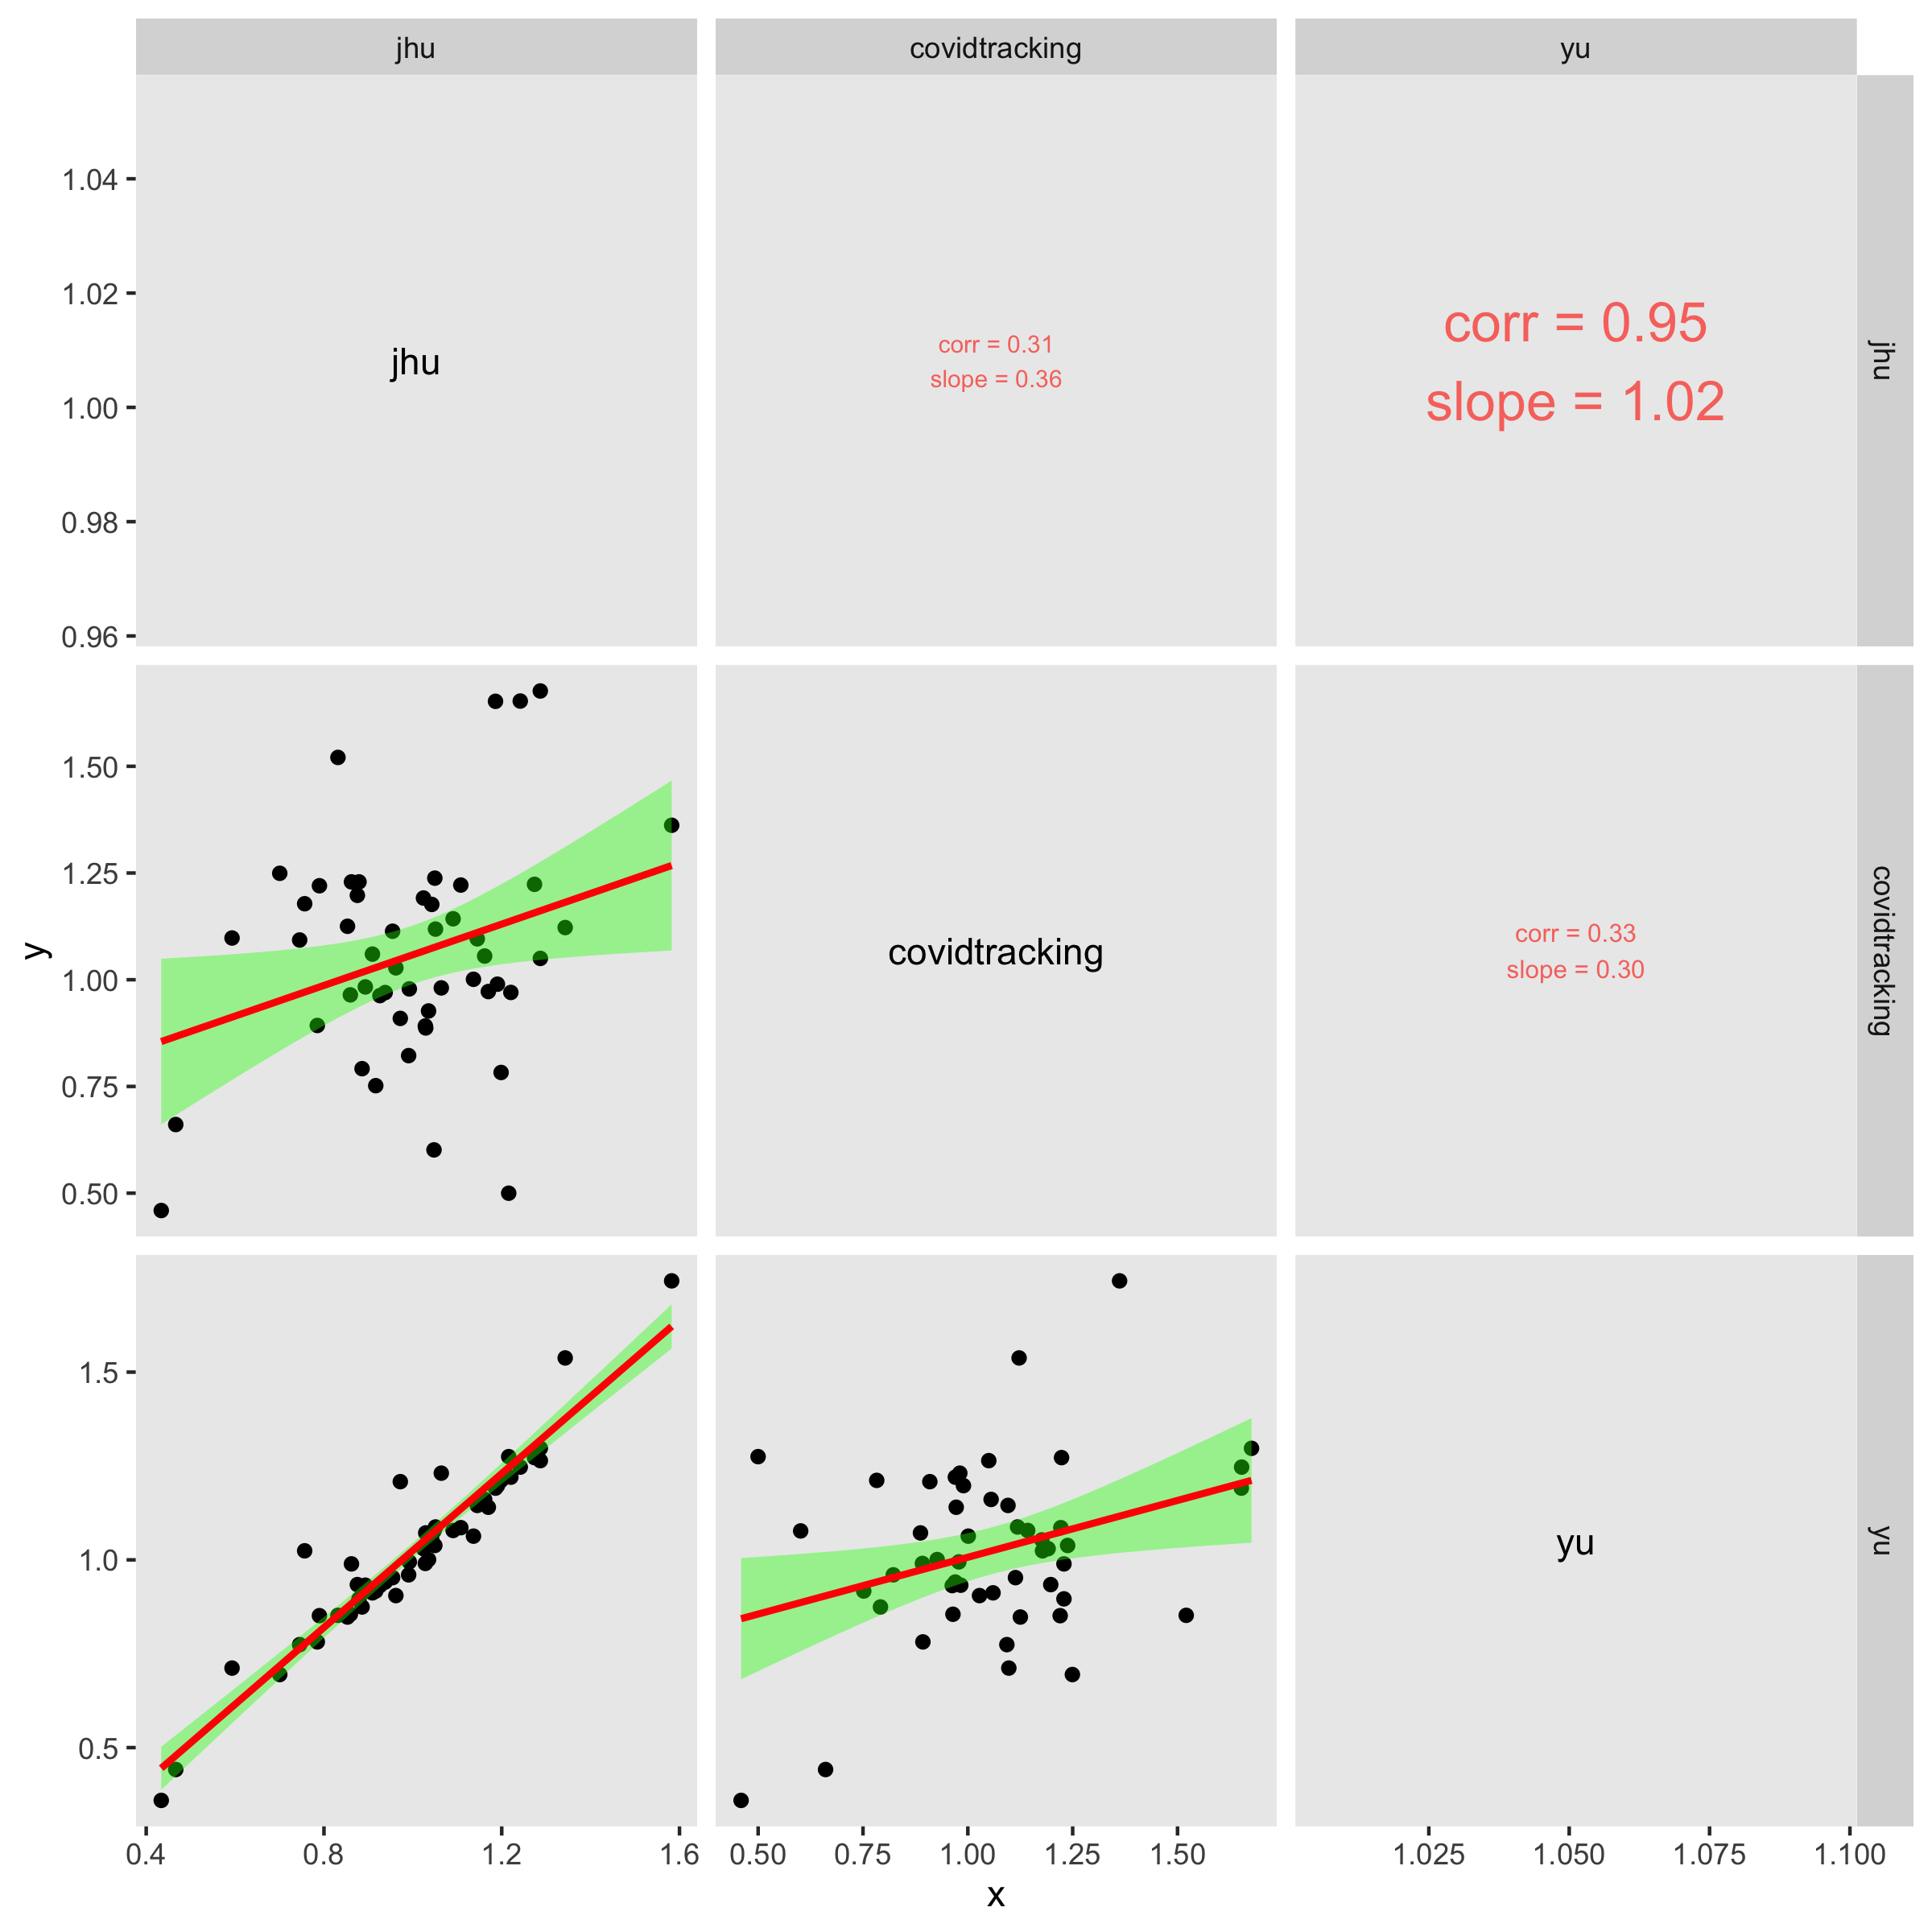 jhu
covidtracking
yu
1.04
1.02
1.00
0.98
0.96
jhu
corr = 0.31
slope = 0.36
corr = 0.95
slope = 1.02
jhu
y
1.50
1.25
1.00
0.75
0.50
covidtracking
corr = 0.33
slope = 0.30
covidtracking
1.5
1.0
0.5
yu
yu
0.4
0.8
1.2
1.6
0.50
0.75
1.00
1.25
1.50
1.025
1.050
1.075
1.100
x